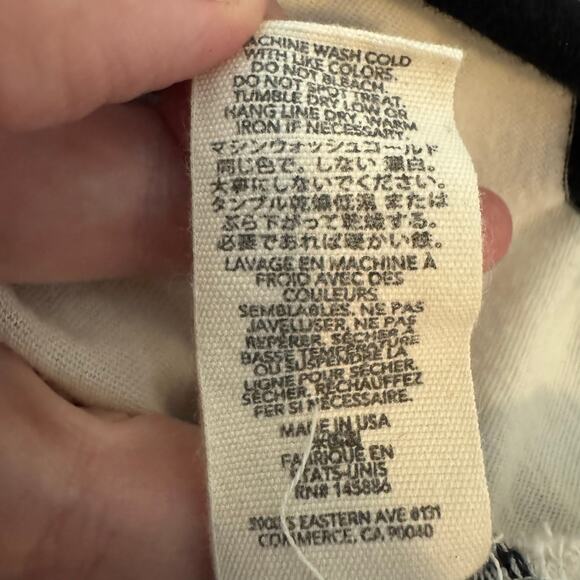 MACHINE WASH COLD
WITH LIKE COLORS.
DO NOT BLEACH.
DO NOT SPOT TREAT.
TUMBLE DRY LOW OR
HANG LINE DRY. WARM
IRON IF NECESSARY
マシンウォッシュコールド
同じ色で。しない 漂白。
大事にしないでください。
タンブル乾燥低温 または
ぶら下がって乾燥する。
必要であれば暖かい鉄。
LAVAGE EN MACHINE À
FROID AVEC DES
COULEURS
SEMBLABLES. NE PAS
JAVELLISER. NE PAS
REPÉRER. SÉCHER À
BASSE TEMPÉRATURE
OU SUSPENDRE LA
LIGNE POUR SÉCHER.
SÉCHER. RÉCHAUFFEZ
FER SI NÉCESSAIRE.
MADE IN USA
FABRIQUÉ EN
ÉTATS-UNIS
RN# 145886
S EASTERN AVE #131
COMMERCE, CA 90040